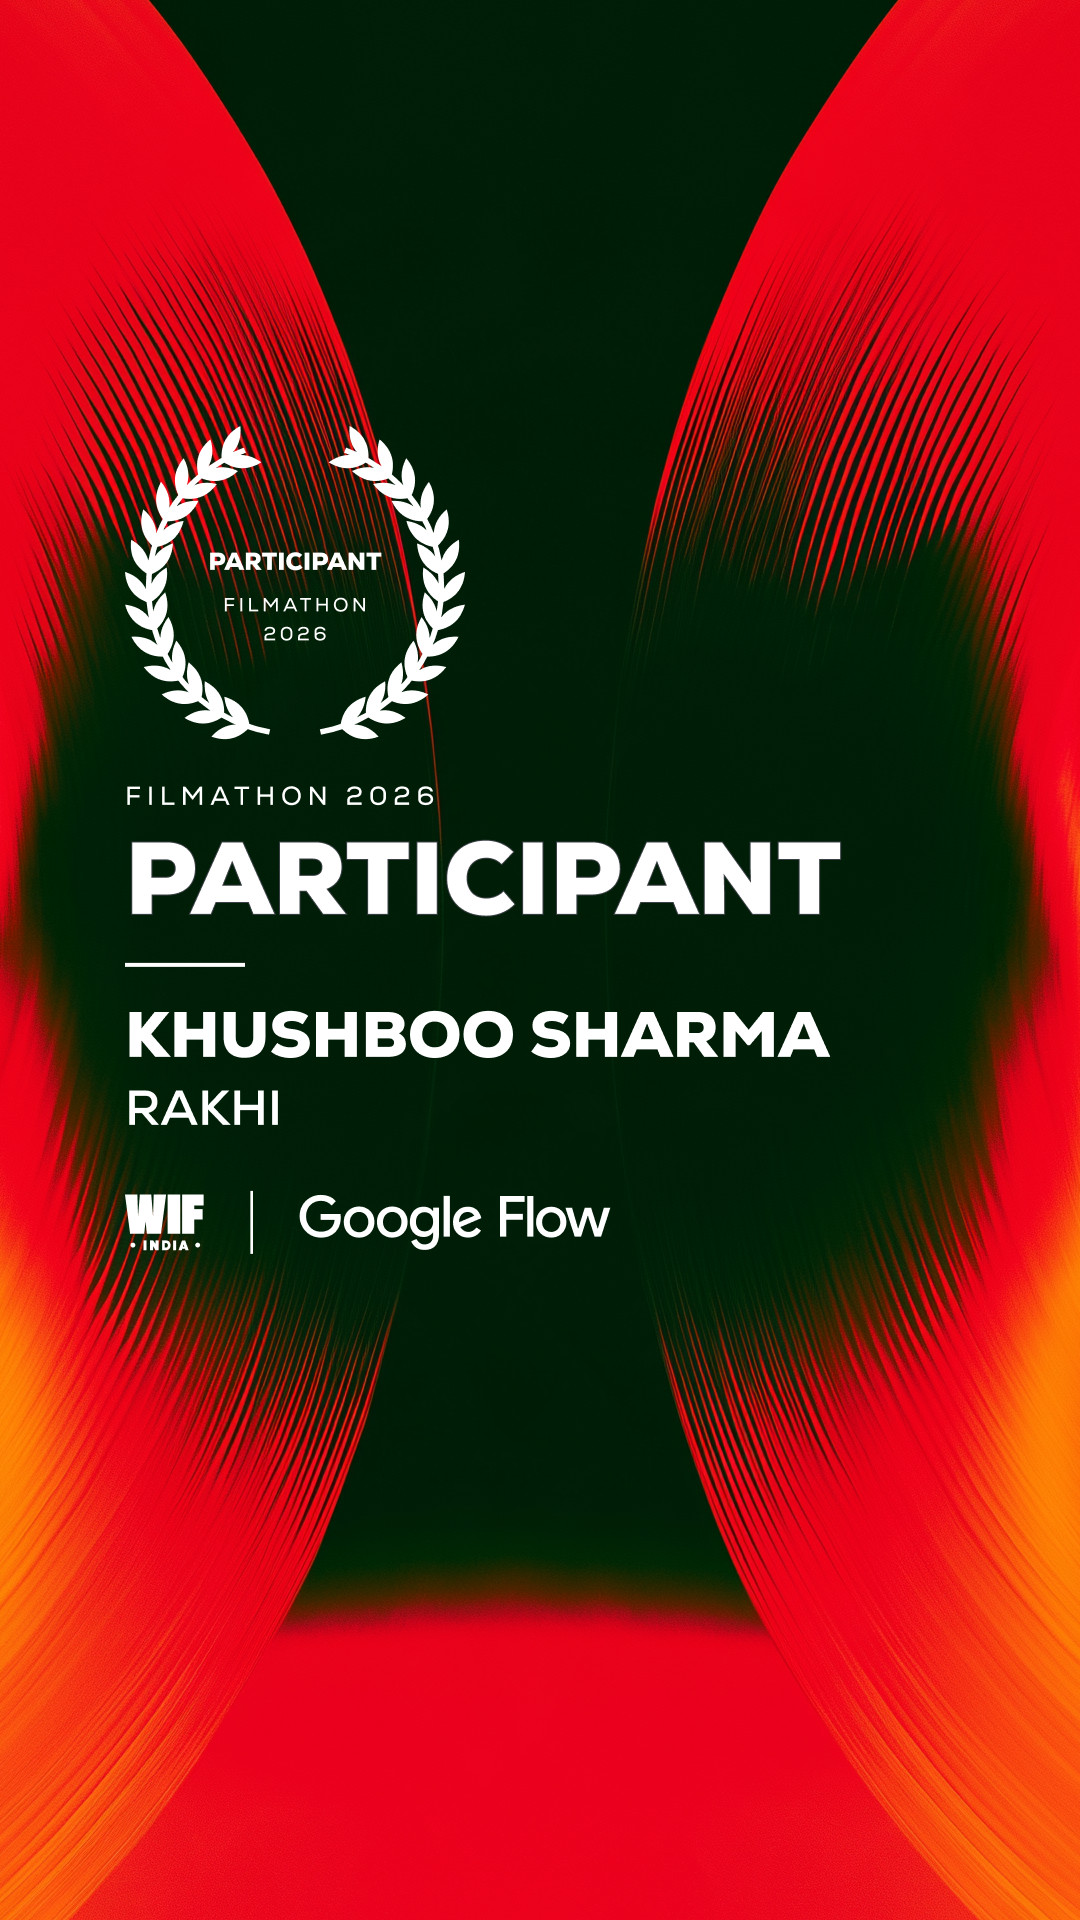 PARTICIPANT
FILMATHON
2026
FILMATHON 2026
PARTICIPANT
KHUSHBOO SHARMA
RAKHI
WIF
• INDIA •
Google Flow